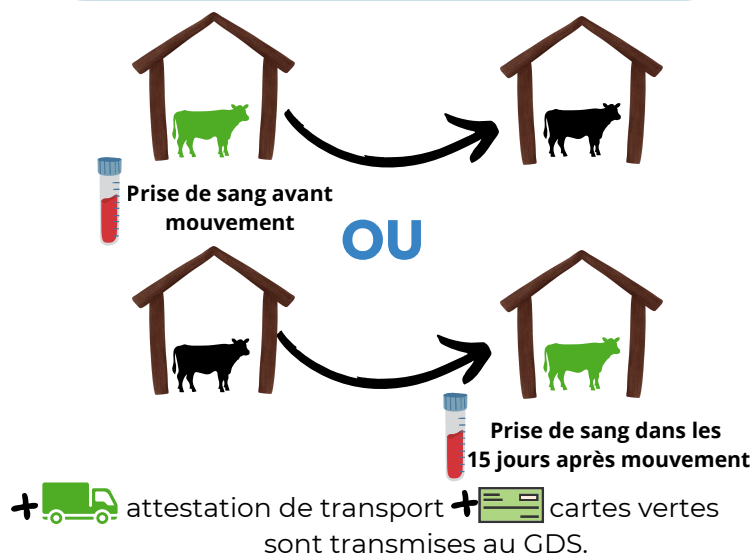 Prise de sang avant
mouvement
OU
Prise de sang dans les
15 jours après mouvement
+ attestation de transport + cartes vertes
sont transmises au GDS.